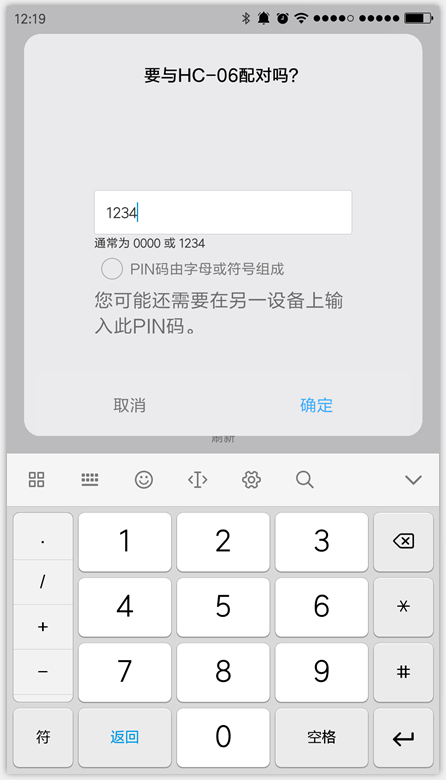 12:19
要与HC-06配对吗?
1234
通常为 0000 或 1234
PIN码由字母或符号组成
您可能还需要在另一设备上输
入此PIN码。
取消 确定
刷新
. 1 2 3
/ 4 5 6 *
+
- 7 8 9 #
符 返回 0 空格